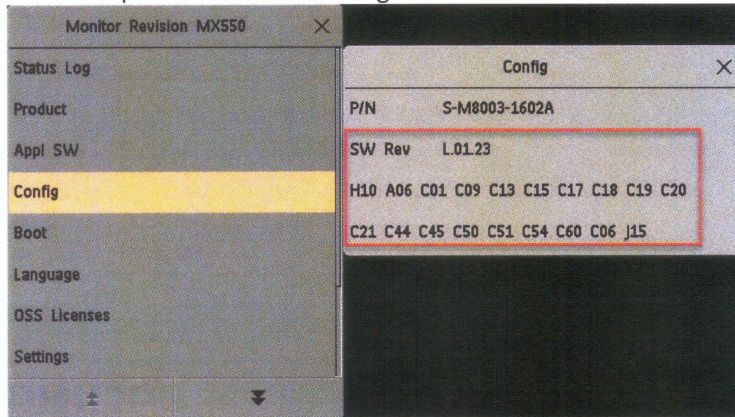 Monitor Revision MX550
Status Log
Product
Appl SW
Config
Boot
Language
OSS Licenses
Settings
Config
P/N S-M8003-1602A
SW Rev L.01.23
H10 A06 C01 C09 C13 C15 C17 C18 C19 C20
C21 C44 C45 C50 C51 C54 C60 C06 J15